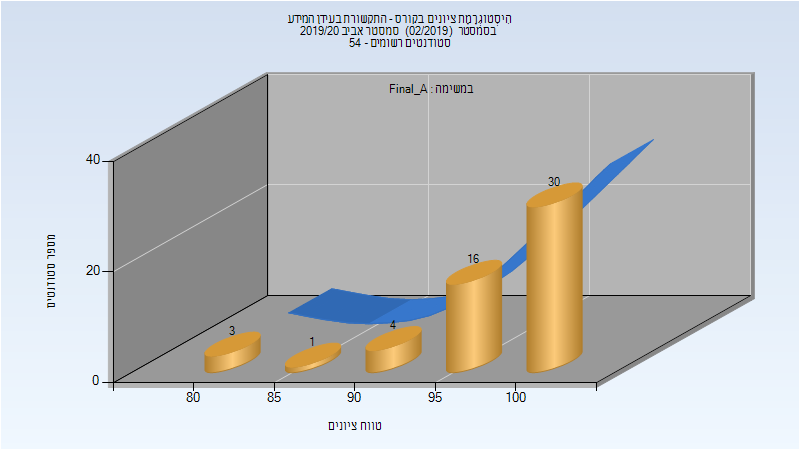 היסטוגרמת ציונים בקורס - התקשורת בעידן המידע
בסמסטר (02/2019) סמסטר אביב 2019/20
סטודנטים רשומים - 54
במשימה : Final_A
מספר סטודנטים
40
20
0
3
1
4
16
30
80
85
90
95
100
טווח ציונים